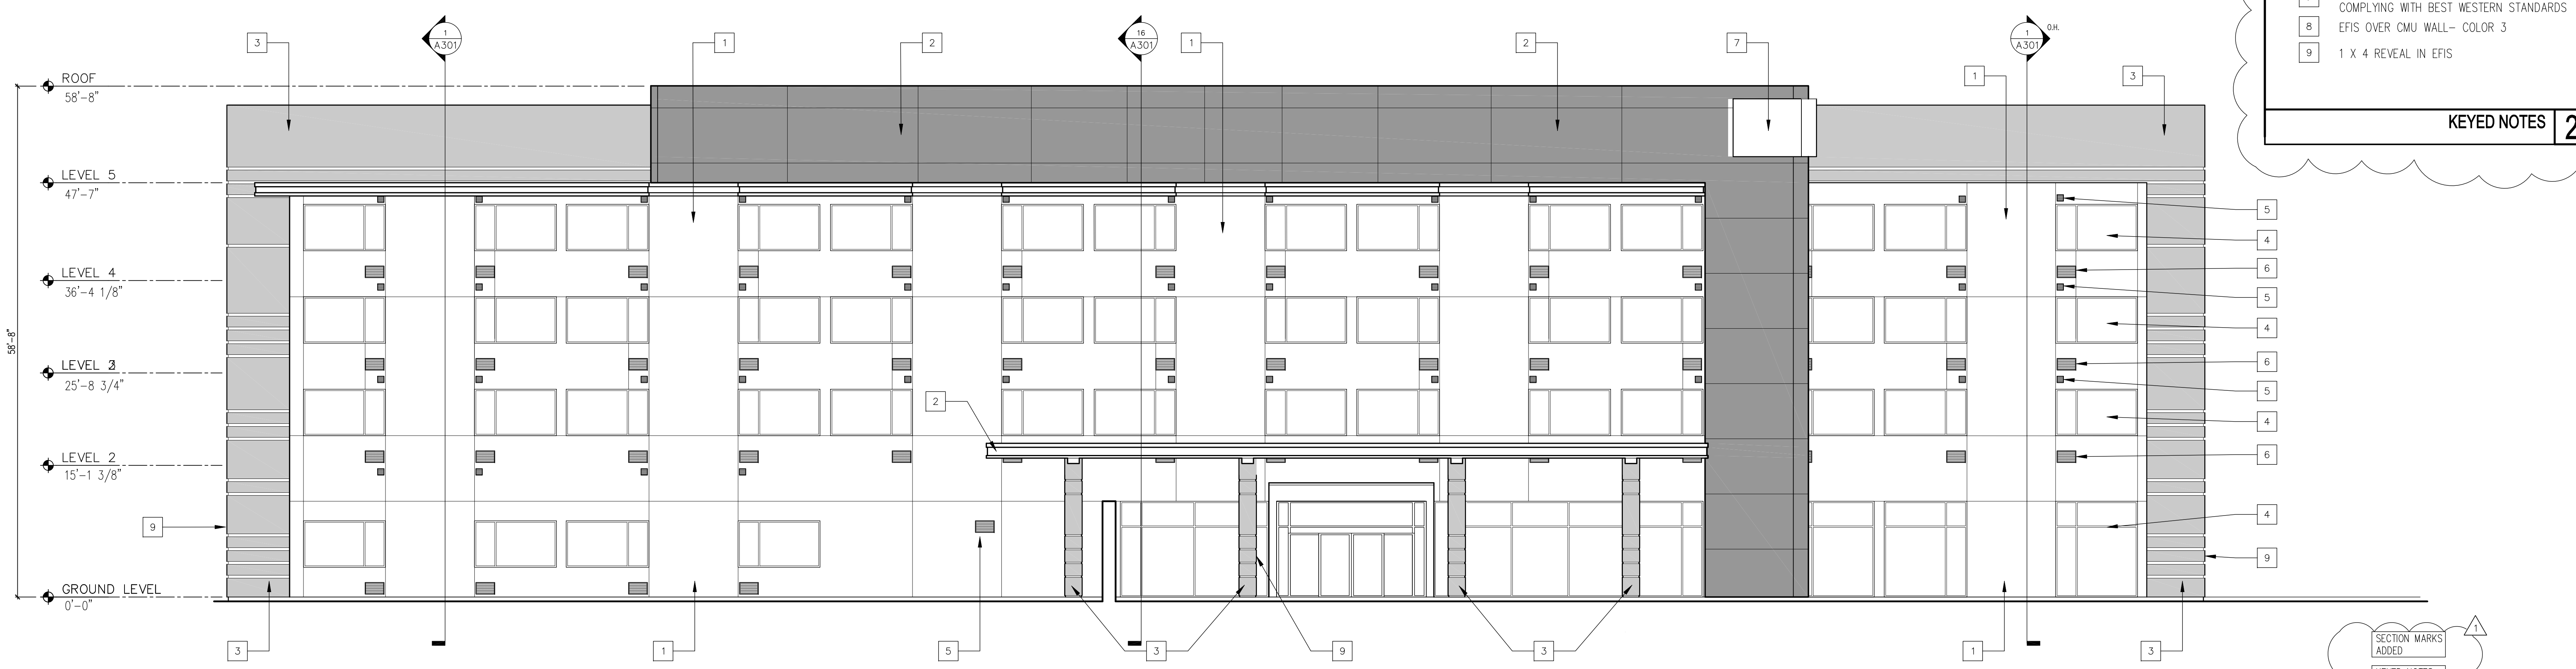 3
1
A301
1
2
16
A301
1
2
7
1
A301
O.H.
1
3
COMPLYING WITH BEST WESTERN STANDARDS
8 EFIS OVER CMU WALL- COLOR 3
9 1 X 4 REVEAL IN EFIS
KEYED NOTES 2
ROOF
58'-8"
LEVEL 5
47'-7"
LEVEL 4
36'-4 1/8"
58'-8"
LEVEL 3
25'-8 3/4"
LEVEL 2
15'-1 3/8"
GROUND LEVEL
0'-0"
5
4
6
5
4
6
5
4
6
4
9
2
9
3
1
5
3
9
3
1
3
1
SECTION MARKS
ADDED